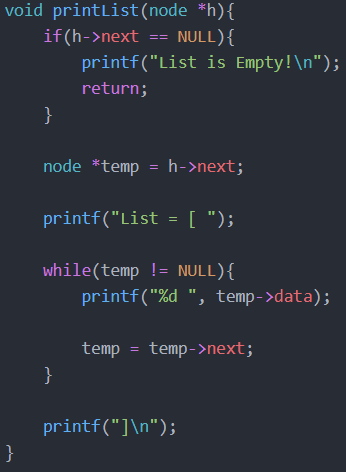 void printList(node *h){
    if(h->next == NULL){
        printf("List is Empty!\n");
        return;
    }

    node *temp = h->next;

    printf("List = [ ");

    while(temp != NULL){
        printf("%d ", temp->data);

        temp = temp->next;
    }

    printf("]\n");
}